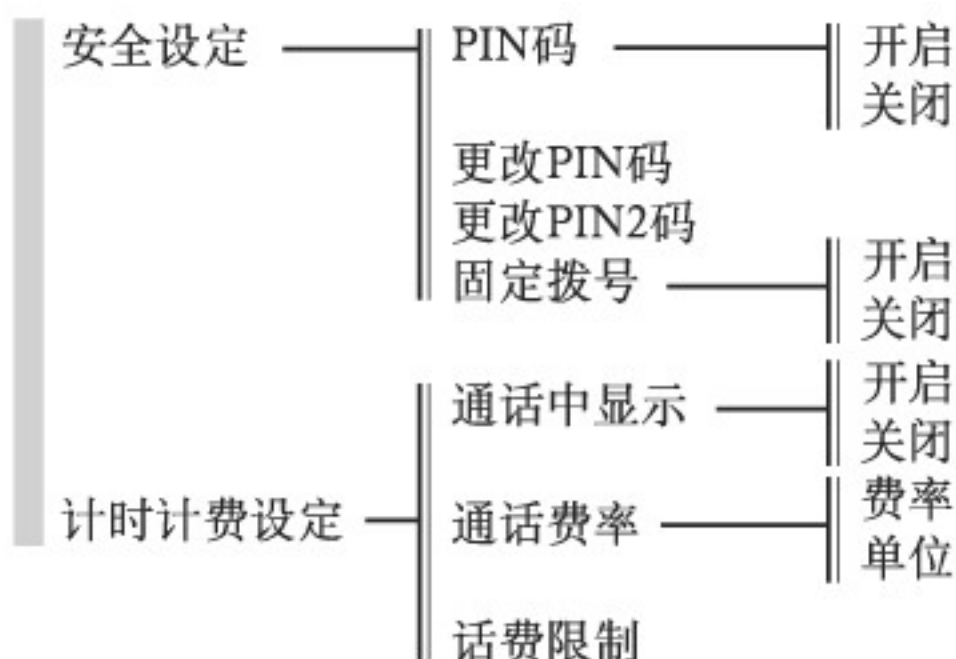 安全设定 PIN码 开启
关闭
更改PIN码
更改PIN2码
固定拨号 开启
关闭
通话中显示 开启
关闭
计时计费设定 通话费率 费率
单位
话费限制